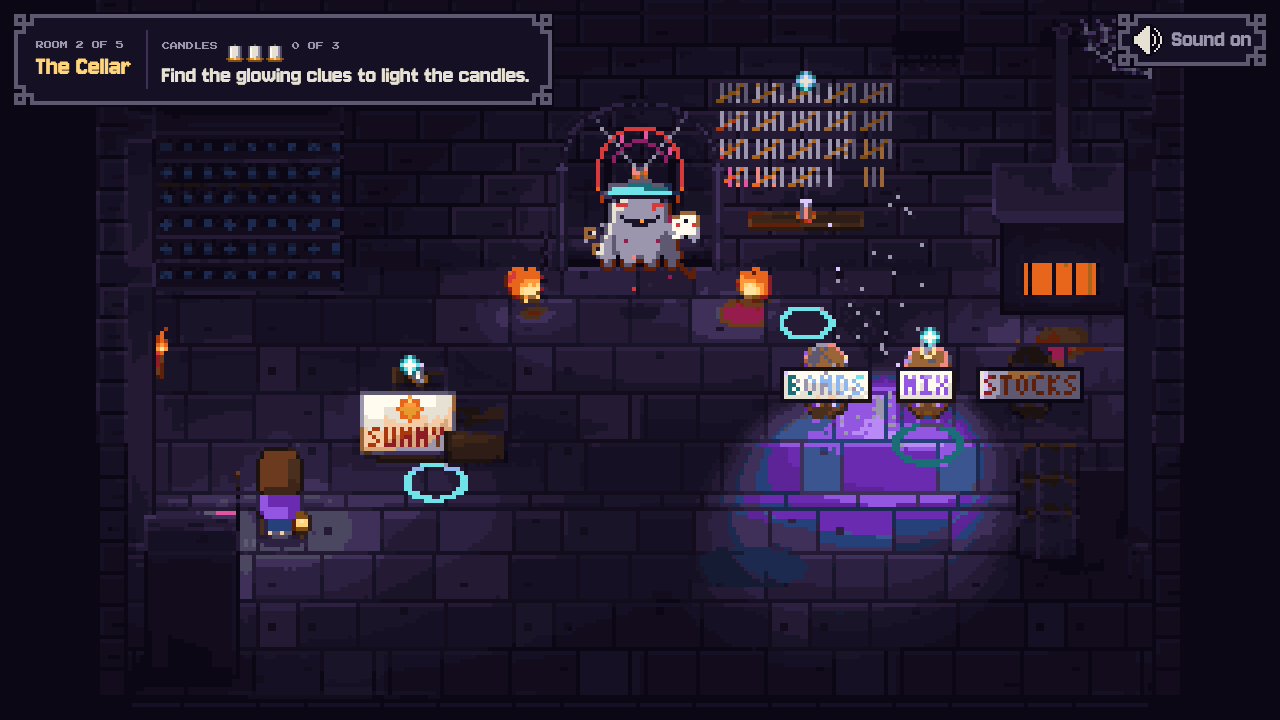 ROOM 2 OF 5
The Cellar
CANDLES 0 OF 3
Find the glowing clues to light the candles.
Sound on
BONDS
MIX
STOCKS
SUNNY